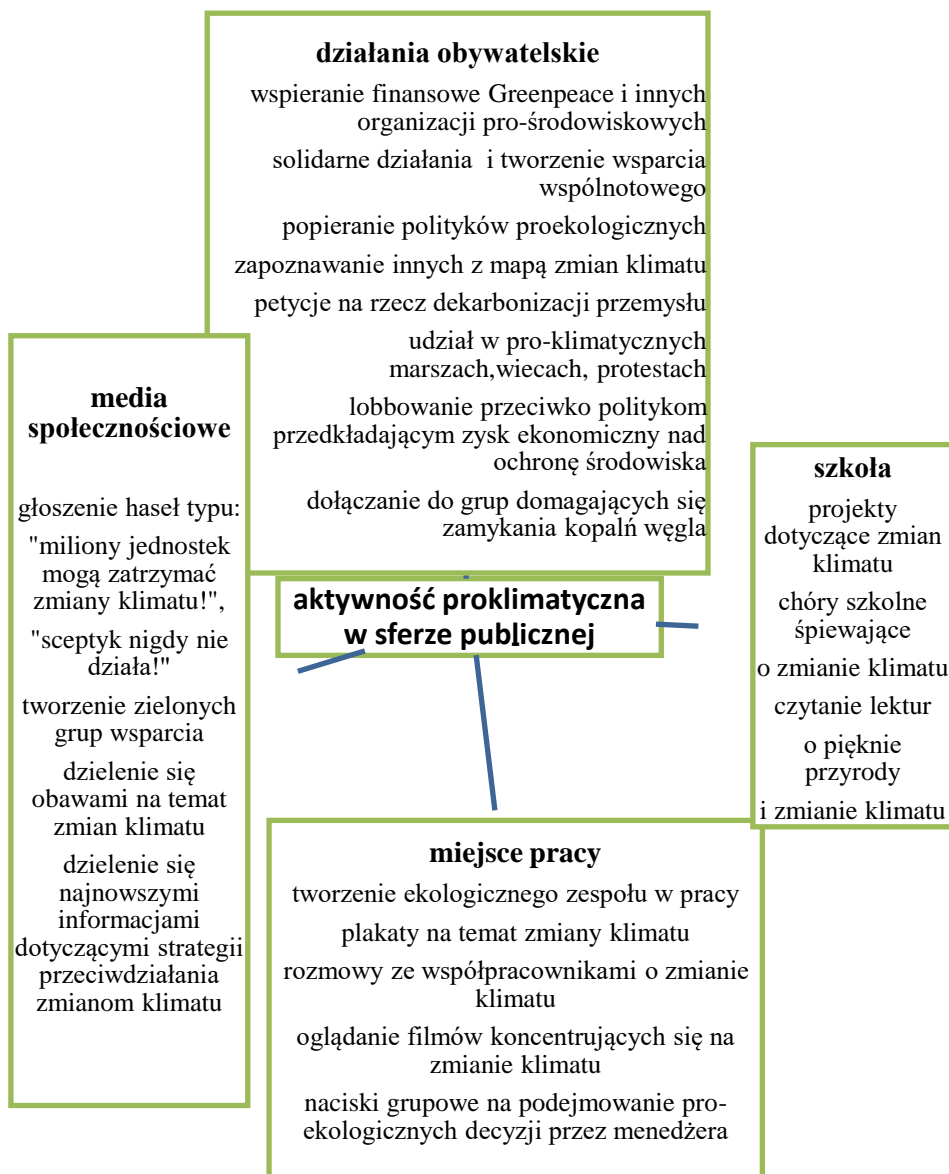 działania obywatelskie
wspieranie finansowe Greenpeace i innych
organizacji pro-środowiskowych
solidarne działania i tworzenie wsparcia
wspólnotowego
popieranie polityków proekologicznych
zapoznawanie innych z mapą zmian klimatu
petycje na rzecz dekarbonizacji przemysłu
udział w pro-klimatycznych
marszach,wiecach, protestach
lobbowanie przeciwko politykom
przedkładającym zysk ekonomiczny nad
ochronę środowiska
dołączanie do grup domagających się
zamykania kopalń węgla
media
społecznościowe
głoszenie haseł typu:
"miliony jednostek
mogą zatrzymać
zmiany klimatu!",
"sceptyk nigdy nie
działa!"
tworzenie zielonych
grup wsparcia
dzielenie się
obawami na temat
zmian klimatu
dzielenie się
najnowszymi
informacjami
dotyczącymi strategii
przeciwdziałania
zmianom klimatu
aktywność proklimatyczna
w sferze publicznej
szkoła
projekty
dotyczące zmian
klimatu
chóry szkolne
śpiewające
o zmianie klimatu
czytanie lektur
o pięknie
przyrody
i zmianie klimatu
miejsce pracy
tworzenie ekologicznego zespołu w pracy
plakaty na temat zmiany klimatu
rozmowy ze współpracownikami o zmianie
klimatu
oglądanie filmów koncentrujących się na
zmianie klimatu
naciski grupowe na podejmowanie pro-
ekologicznych decyzji przez menedżera